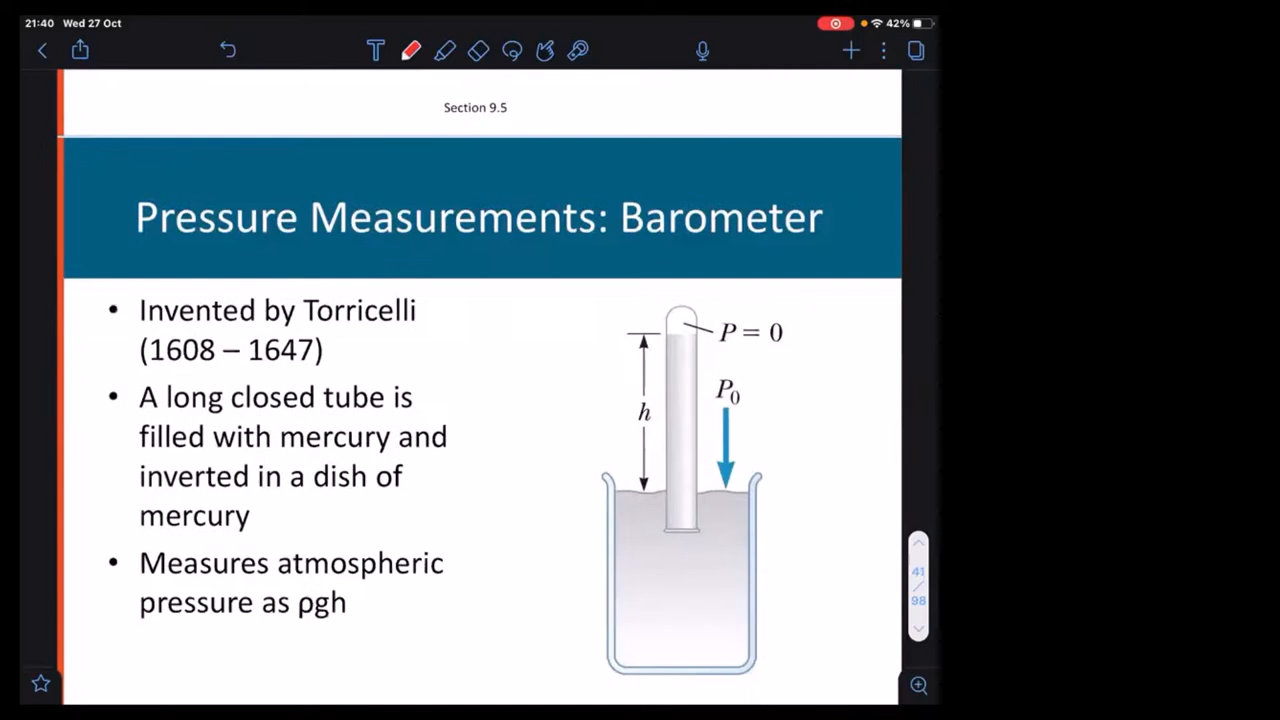 21:40 Wed 27 Oct
42%
Section 9.5
Pressure Measurements: Barometer
• Invented by Torricelli
(1608 – 1647)
• A long closed tube is
filled with mercury and
inverted in a dish of
mercury
• Measures atmospheric
pressure as ρgh
P = 0
P₀
h
41
/
98